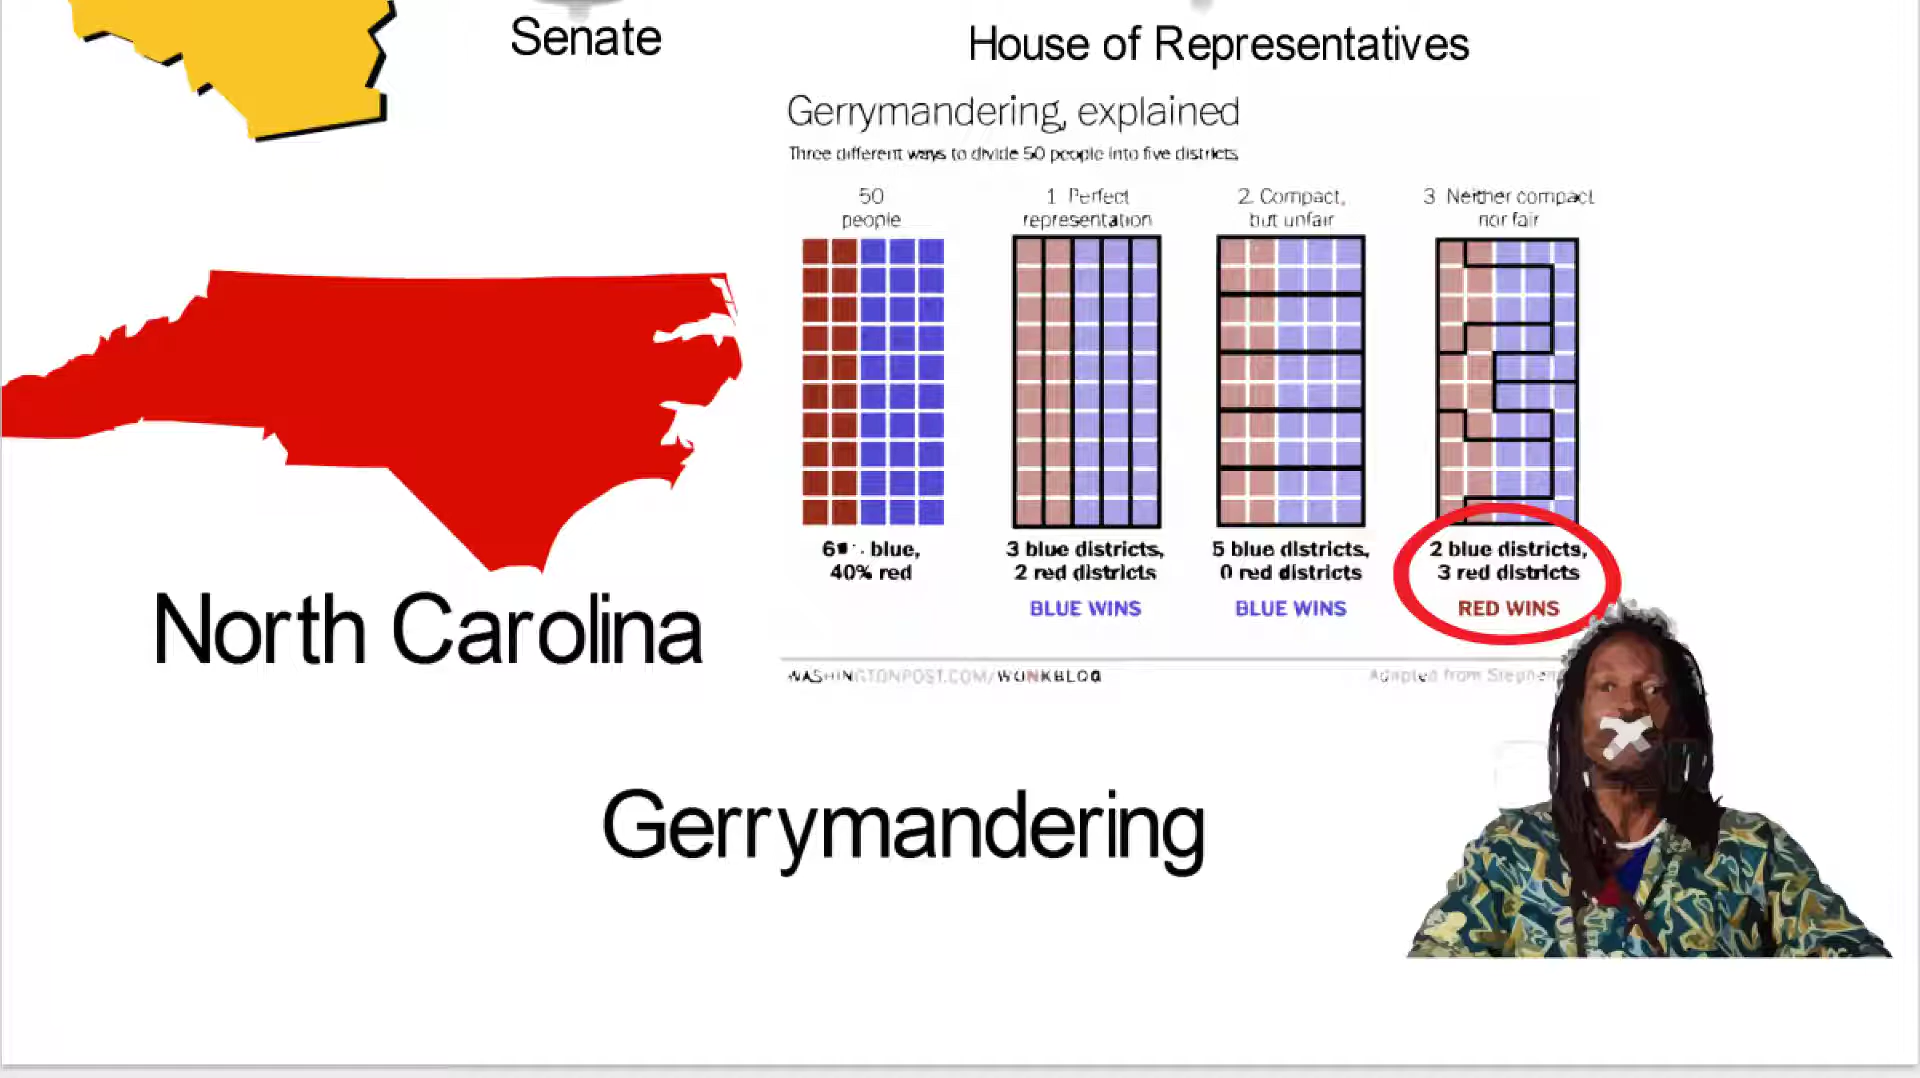 Senate
House of Representatives
Gerrymandering, explained
Three different ways to divide 50 people into five districts
50
people
1 Perfect
representation
2. Compact,
but unfair
3 Neither compact
nor fair
blue,
40% red
3 blue districts,
2 red districts
BLUE WINS
5 blue districts,
0 red districts
BLUE WINS
2 blue districts,
3 red districts
RED WINS
WASHINGTONPOST.COM/WONKBLOG
Adapted from
North Carolina
Gerrymandering